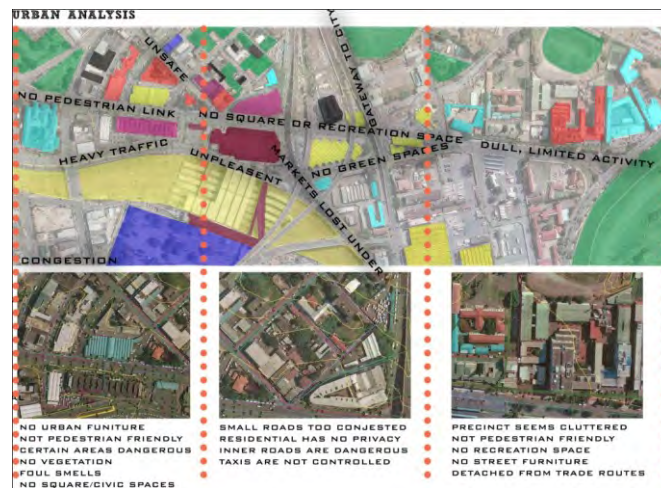 URBAN ANALYSIS
UNSAFE
GATEWAY TO CITY
NO PEDESTRIAN LINK
NO SQUARE OR RECREATION SPACE
HEAVY TRAFFIC
UNPLEASENT
MARKETS LOST UNDER
NO GREEN SPACES
DULL, LIMITED ACTIVITY
CONGESTION
NO URBAN FUNITURE
NOT PEDESTRIAN FRIENDLY
CERTAIN AREAS DANGEROUS
NO VEGETATION
FOUL SMELLS
NO SQUARE/CIVIC SPACES
SMALL ROADS TOO CONJESTED
RESIDENTIAL HAS NO PRIVACY
INNER ROADS ARE DANGEROUS
TAXIS ARE NOT CONTROLLED
PRECINCT SEEMS CLUTTERED
NOT PEDESTRIAN FRIENDLY
NO RECREATION SPACE
NO STREET FURNITURE
DETACHED FROM TRADE ROUTES